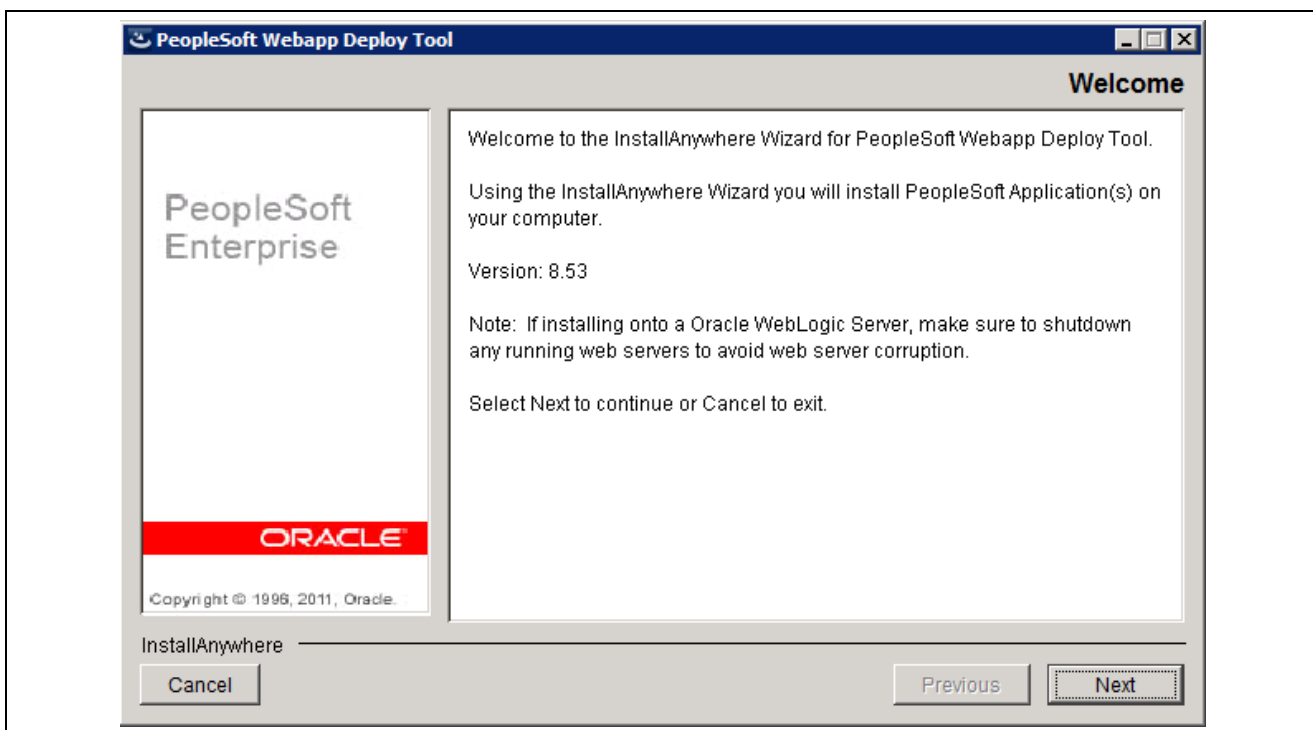 PeopleSoft Webapp Deploy Tool
Welcome
PeopleSoft
Enterprise
ORACLE
Copyright © 1996, 2011, Oracle.
Welcome to the InstallAnywhere Wizard for PeopleSoft Webapp Deploy Tool.
Using the InstallAnywhere Wizard you will install PeopleSoft Application(s) on
your computer.
Version: 8.53
Note:  If installing onto a Oracle WebLogic Server, make sure to shutdown
any running web servers to avoid web server corruption.
Select Next to continue or Cancel to exit.
InstallAnywhere
Cancel
Previous
Next